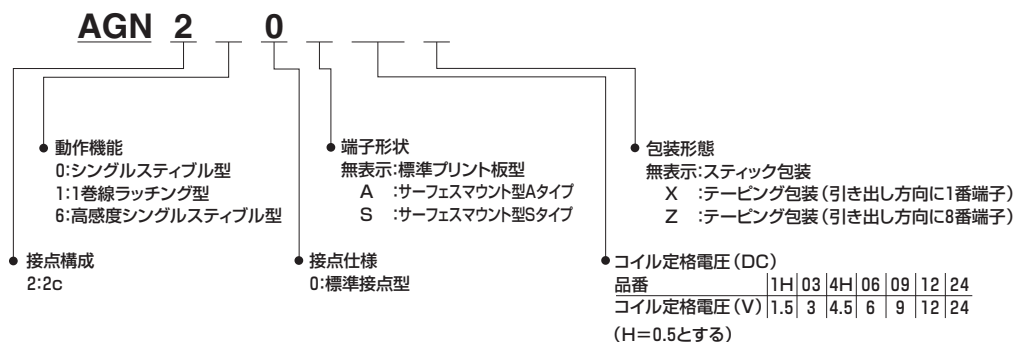 AGN 2 0
動作機能
0:シングルスティブル型
1:1巻線ラッチング型
6:高感度シングルスティブル型
端子形状
無表示:標準プリント板型
A :サーフェスマウント型Aタイプ
S :サーフェスマウント型Sタイプ
包装形態
無表示:スティック包装
X :テーピング包装(引き出し方向に1番端子)
Z :テーピング包装(引き出し方向に8番端子)
接点構成
2:2c
接点仕様
0:標準接点型
コイル定格電圧(DC)
品番 1H 03 4H 06 09 12 24
コイル定格電圧(V) 1.5 3 4.5 6 9 12 24
(H=0.5とする)